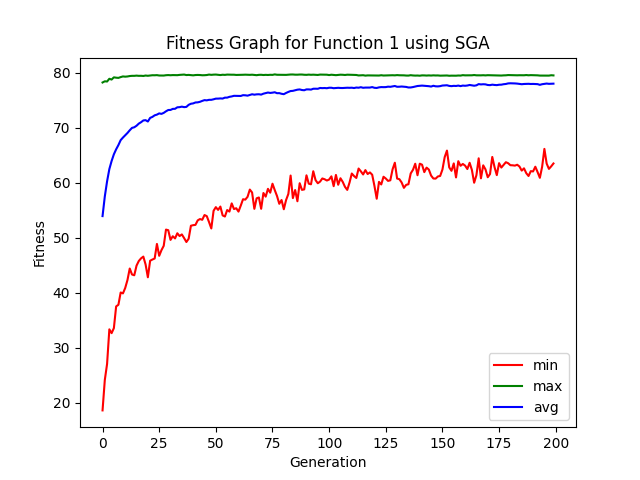 Fitness Graph for Function 1 using SGA
80
70
60
50
40
30
20
Fitness
0 25 50 75 100 125 150 175 200
Generation
min
max
avg